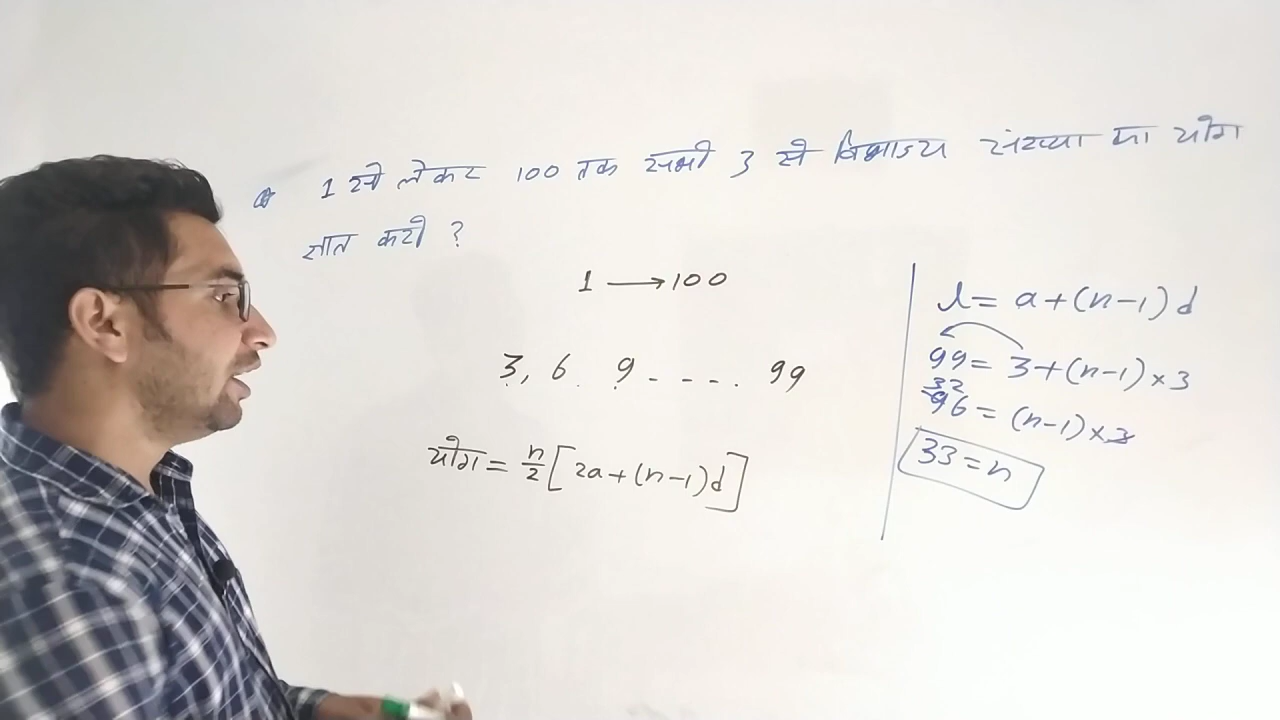 Q 1 से लेकर 100 तक सभी 3 से विभाज्य संख्या का योग
ज्ञात करो ?
1 → 100
3, 6 9 - - - - . 99
योग = n/2 [2a+(n-1)d]
l = a+(n-1)d
99 = 3+(n-1)×3
32
96 = (n-1)×3
33 = n